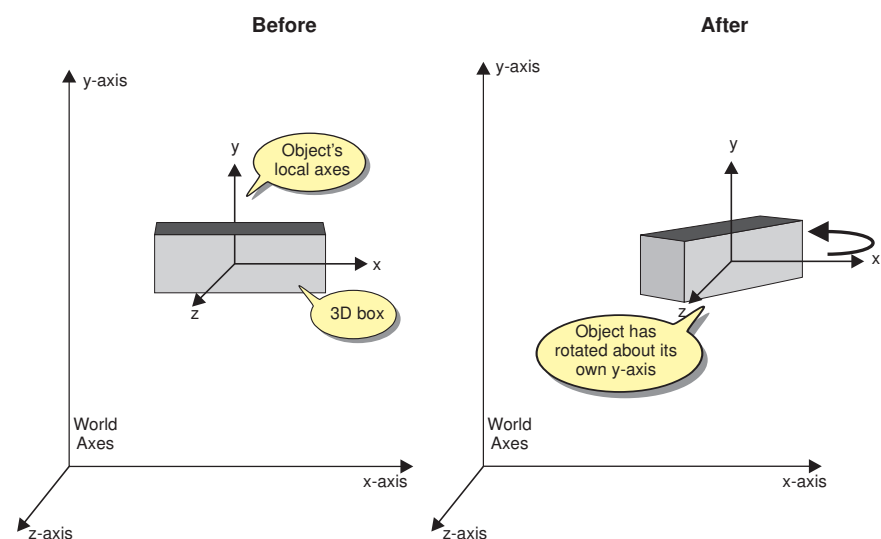 Before
y-axis
y
Object's
local axes
x
z
3D box
World
Axes
x-axis
z-axis
After
y-axis
y
x
z
Object has
rotated about its
own y-axis
World
Axes
x-axis
z-axis